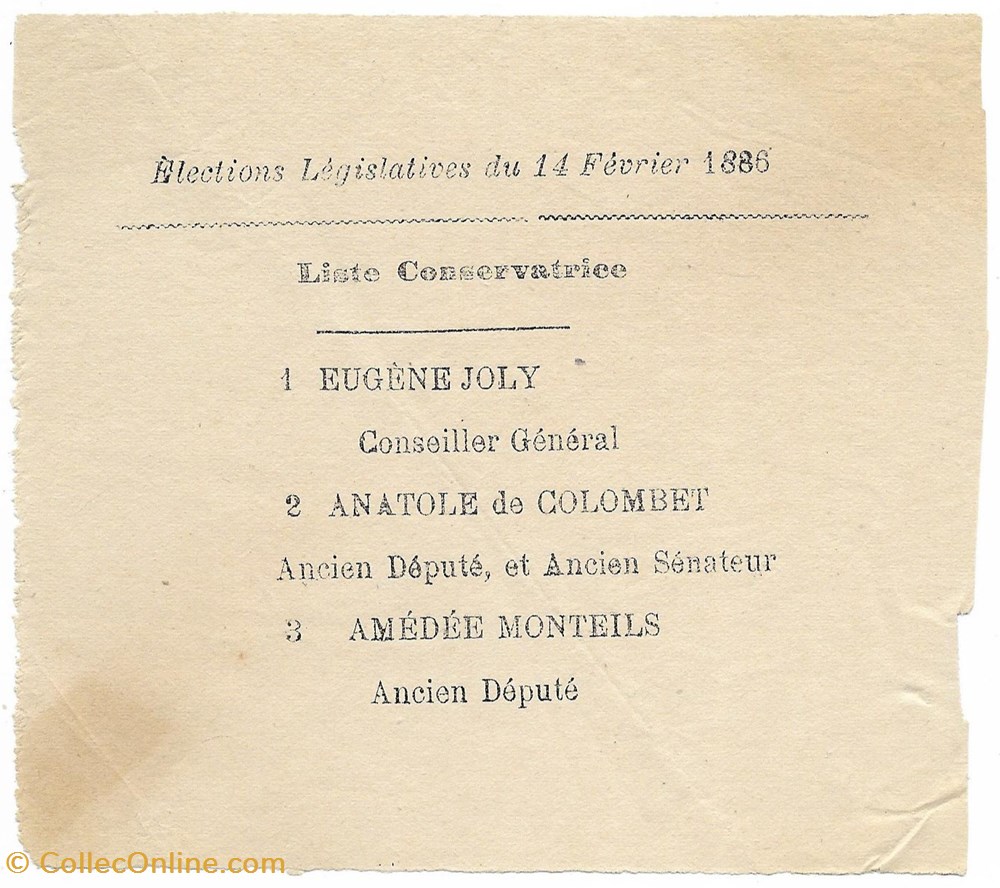 Èlections Législatives du 14 Février 1886
Liste Conservatrice
1 EUGÈNE JOLY
Conseiller Général
2 ANATOLE de COLOMBET
Ancien Député, et Ancien Sénateur
3 AMÉDÉE MONTEILS
Ancien Député
© CollecOnline.com